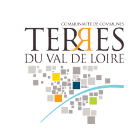 COMMUNAUTÉ DE COMMUNES
TERRES
DU VAL DE LOIRE